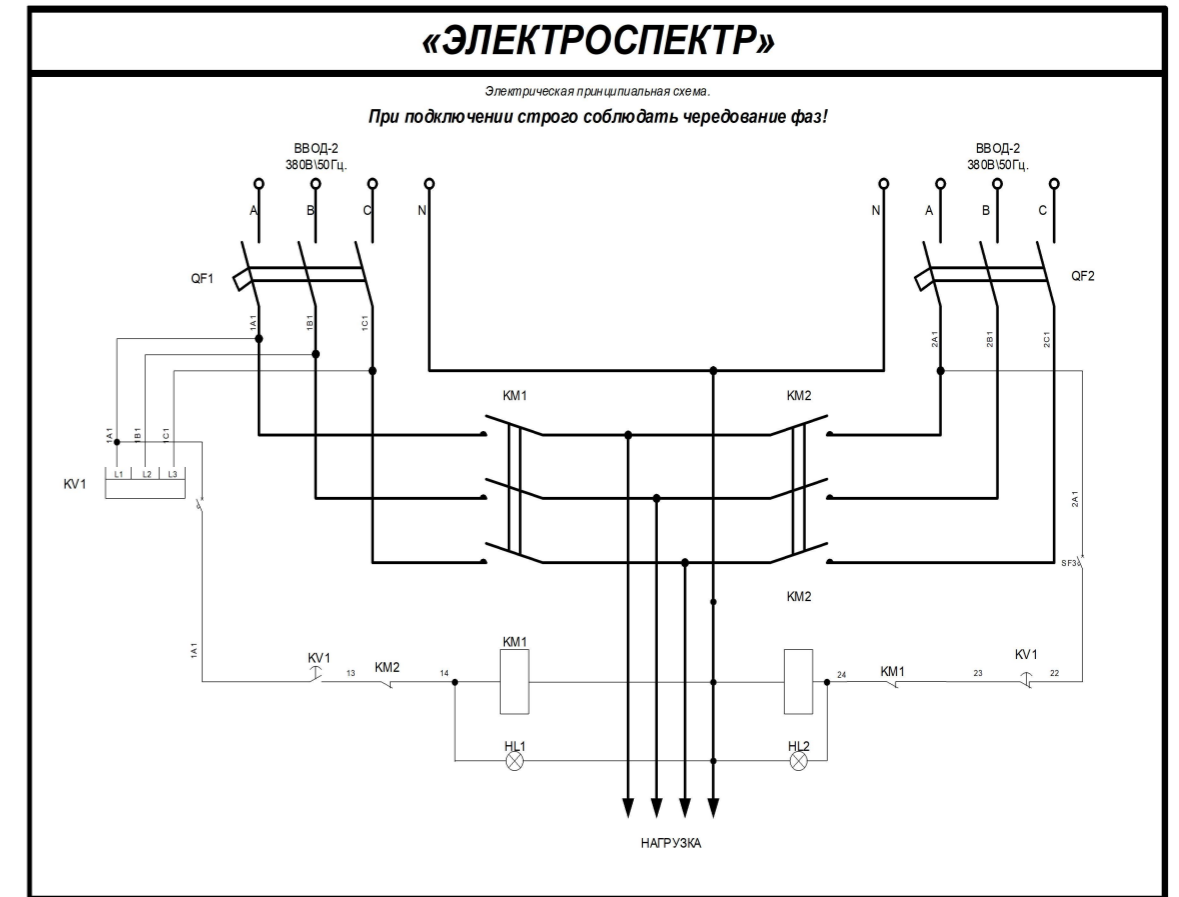 «ЭЛЕКТРОСПЕКТР»
Электрическая принципиальная схема.
При подключении строго соблюдать чередование фаз!
ВВОД-2
380В\50Гц.
ВВОД-2
380В\50Гц.
A B C N
N A B C
QF1
QF2
1A1
1B1
1C1
2A1
2B1
2C1
KM1
KM2
1A1
1B1
1C1
L1 L2 L3
KV1
2A1
SF3
KM2
1A1
KM1
KV1
13
KM2
14
24
KM1
23
KV1
22
HL1
HL2
НАГРУЗКА